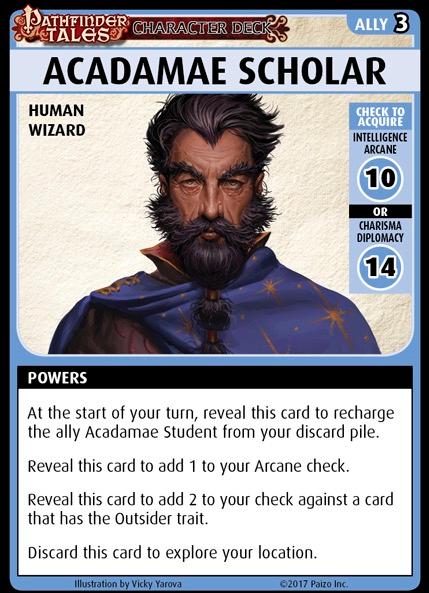 PATHFINDER TALES CHARACTER DECK
ALLY 3
ACADAMAE SCHOLAR
HUMAN
WIZARD
CHECK TO
ACQUIRE
INTELLIGENCE
ARCANE
10
OR
CHARISMA
DIPLOMACY
14
POWERS
At the start of your turn, reveal this card to recharge
the ally Acadamae Student from your discard pile.
Reveal this card to add 1 to your Arcane check.
Reveal this card to add 2 to your check against a card
that has the Outsider trait.
Discard this card to explore your location.
Illustration by Vicky Yarova
©2017 Paizo Inc.